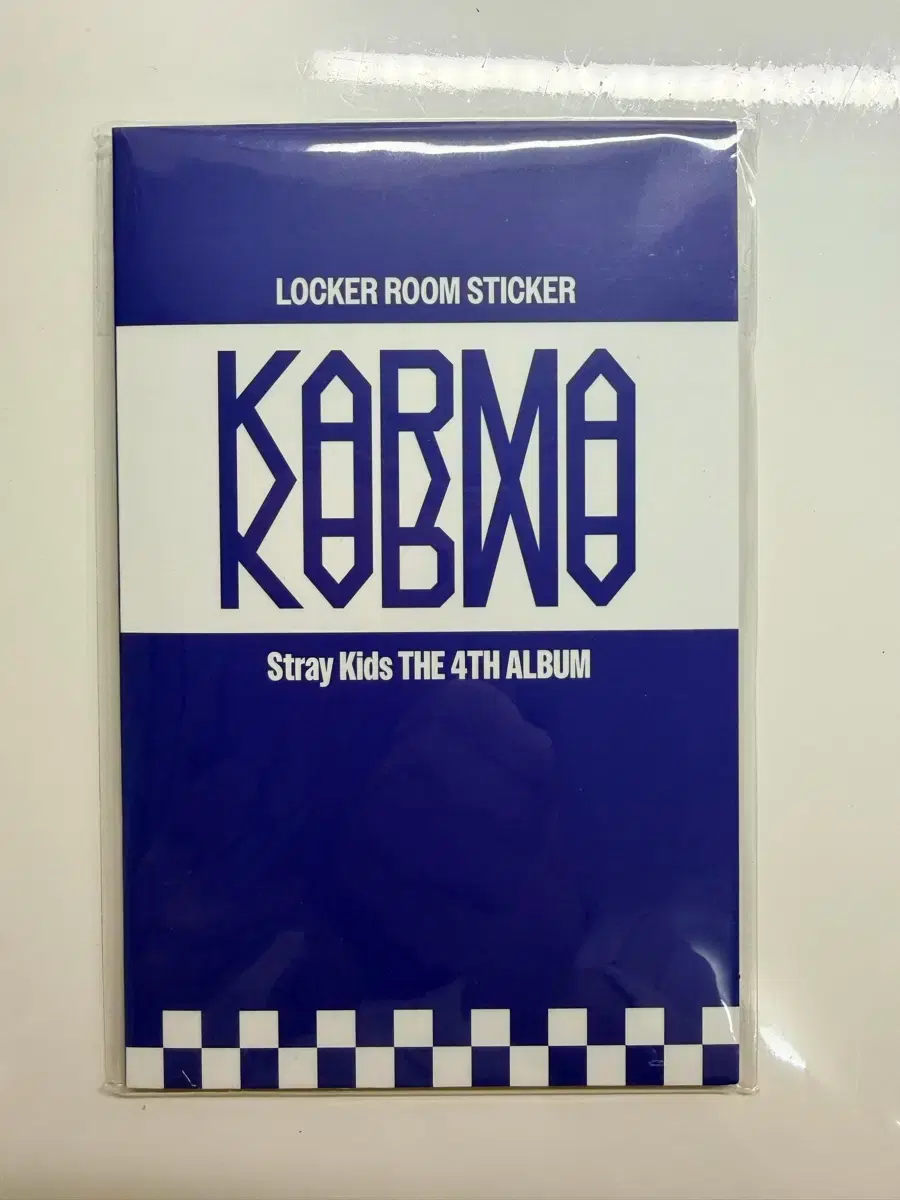 LOCKER ROOM STICKER
KARMA
Stray Kids THE 4TH ALBUM